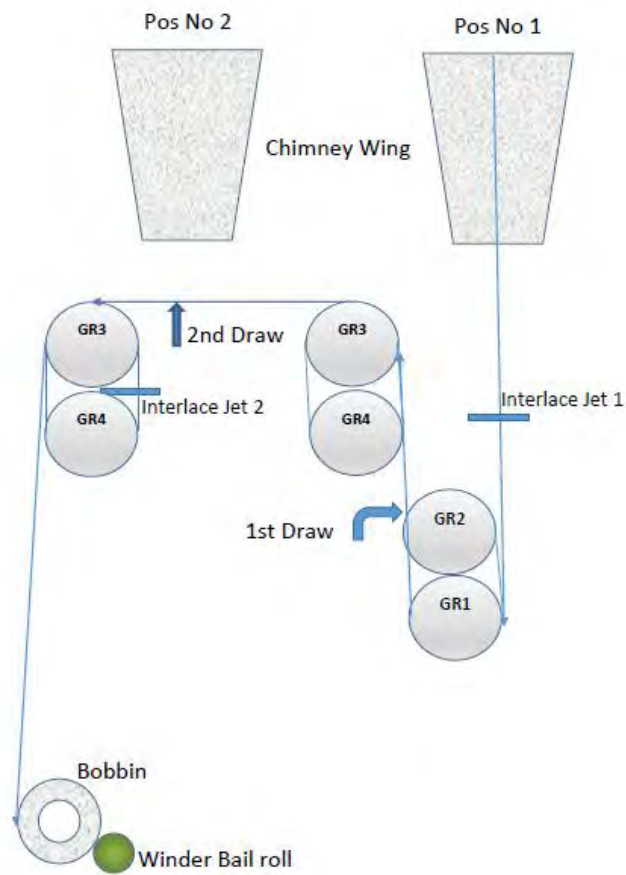 Pos No 2
Pos No 1
Chimney Wing
GR3
2nd Draw
GR3
Interlace Jet 2
Interlace Jet 1
GR4
GR4
1st Draw
GR2
GR1
Bobbin
Winder Bail roll